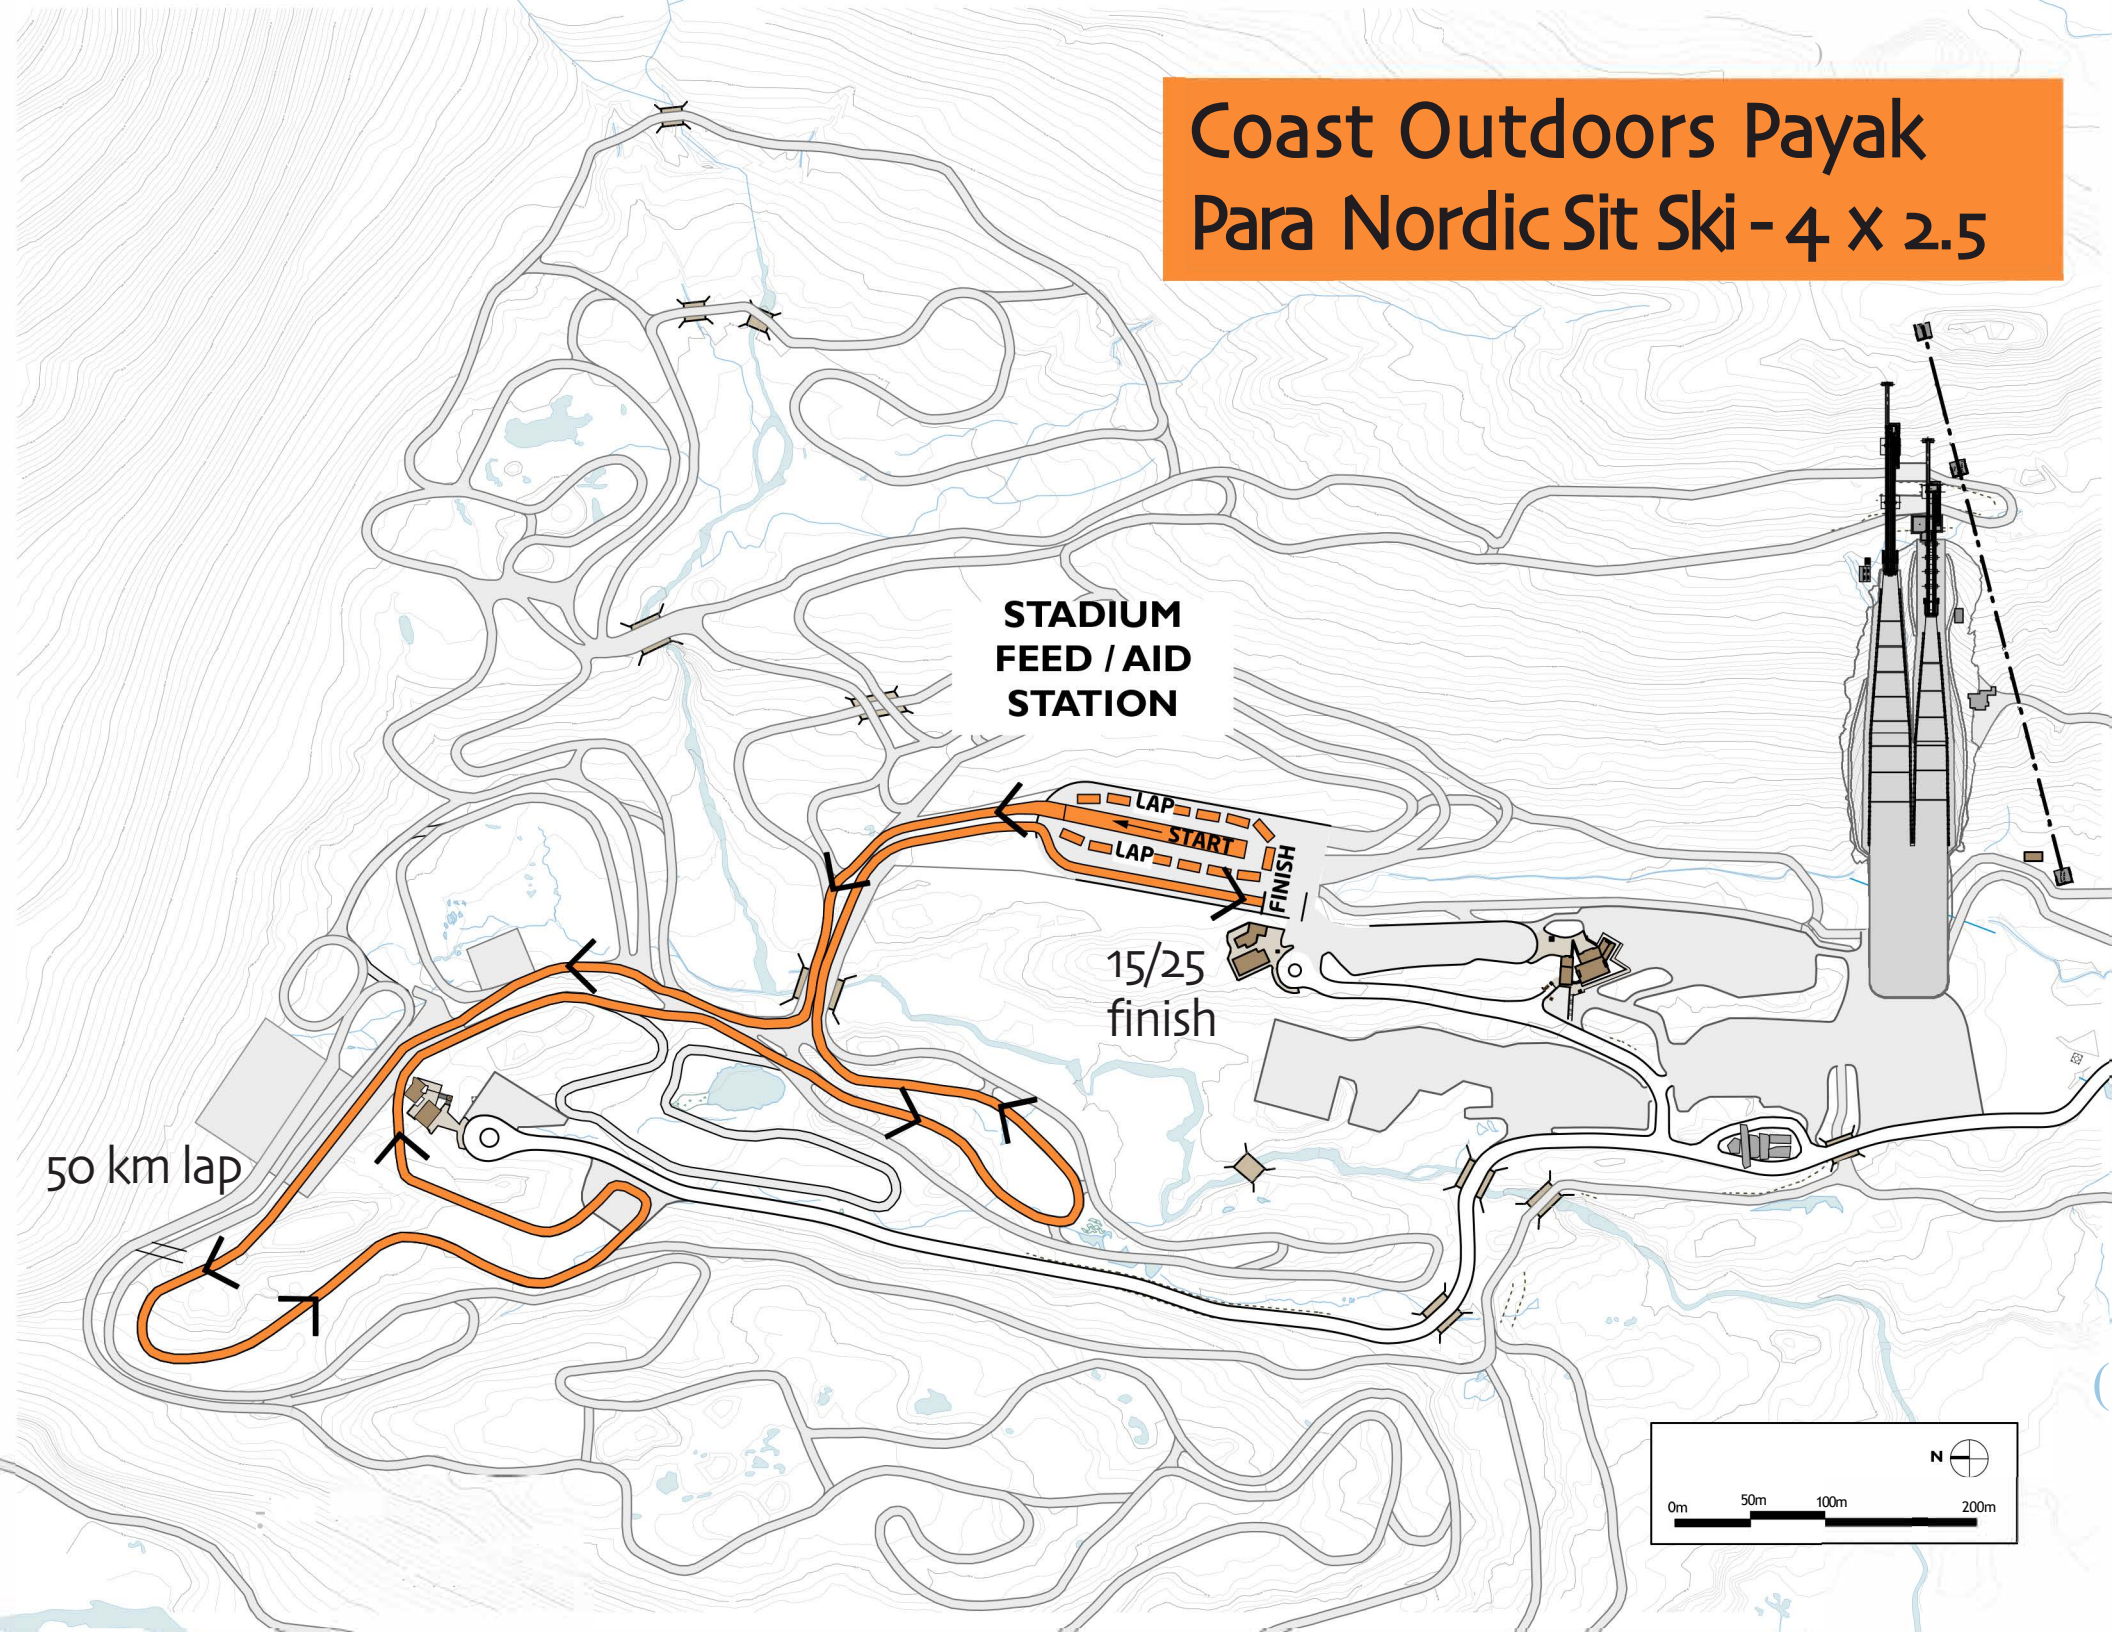 Coast Outdoors Payak
Para Nordic Sit Ski - 4 x 2.5
STADIUM
FEED / AID
STATION
LAP
START
LAP
FINISH
15/25
finish
50 km lap
N
0m
50m
100m
200m